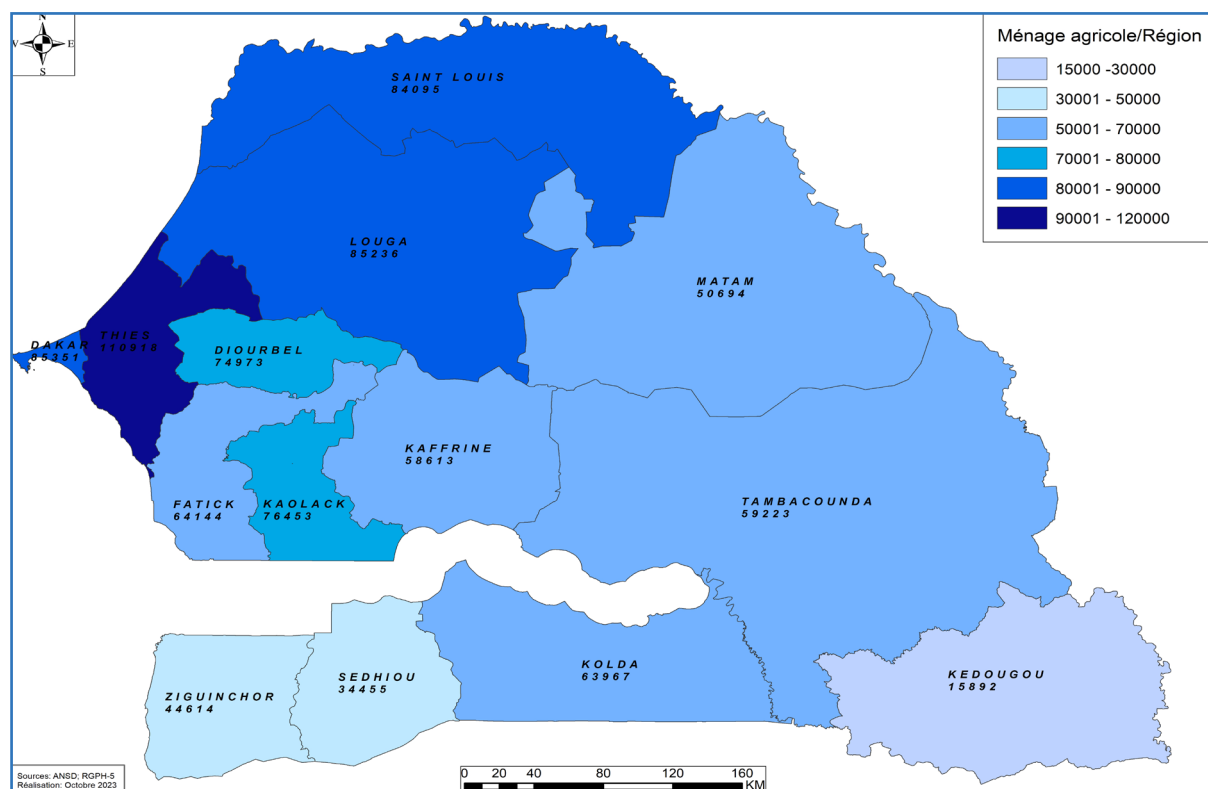 N
V
E
S
Ménage agricole/Région
15000 -30000
30001 - 50000
50001 - 70000
70001 - 80000
80001 - 90000
90001 - 120000
SAINT LOUIS
84095
LOUGA
85236
MATAM
50694
DAKAR
85351
THIES
110918
DIOURBEL
74973
KAFFRINE
58613
FATICK
64144
KAOLACK
76453
TAMBACOUNDA
59223
ZIGUINCHOR
44614
SEDHIOU
34455
KOLDA
63967
KEDOUGOU
15892
Sources: ANSD; RGPH-5
Réalisation: Octobre 2023
0 20 40 80 120 160
KM